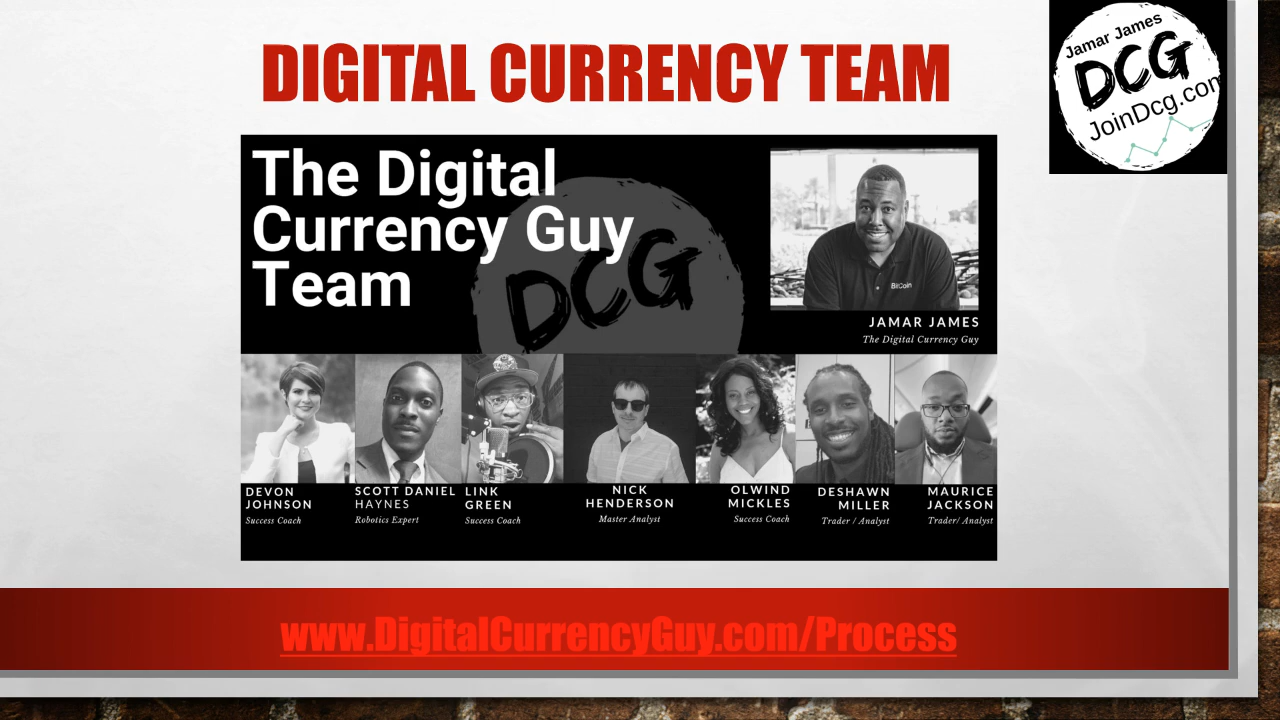 DIGITAL CURRENCY TEAM
Jamar James
DCG
JoinDcg.com
The Digital
Currency Guy
Team
DCG
BitCoin
JAMAR JAMES
The Digital Currency Guy
DEVON
JOHNSON
Success Coach
SCOTT DANIEL
HAYNES
Robotics Expert
LINK
GREEN
Success Coach
NICK
HENDERSON
Master Analyst
OLWIND
MICKLES
Success Coach
DESHAWN
MILLER
Trader / Analyst
MAURICE
JACKSON
Trader/ Analyst
www.DigitalCurrencyGuy.com/Process